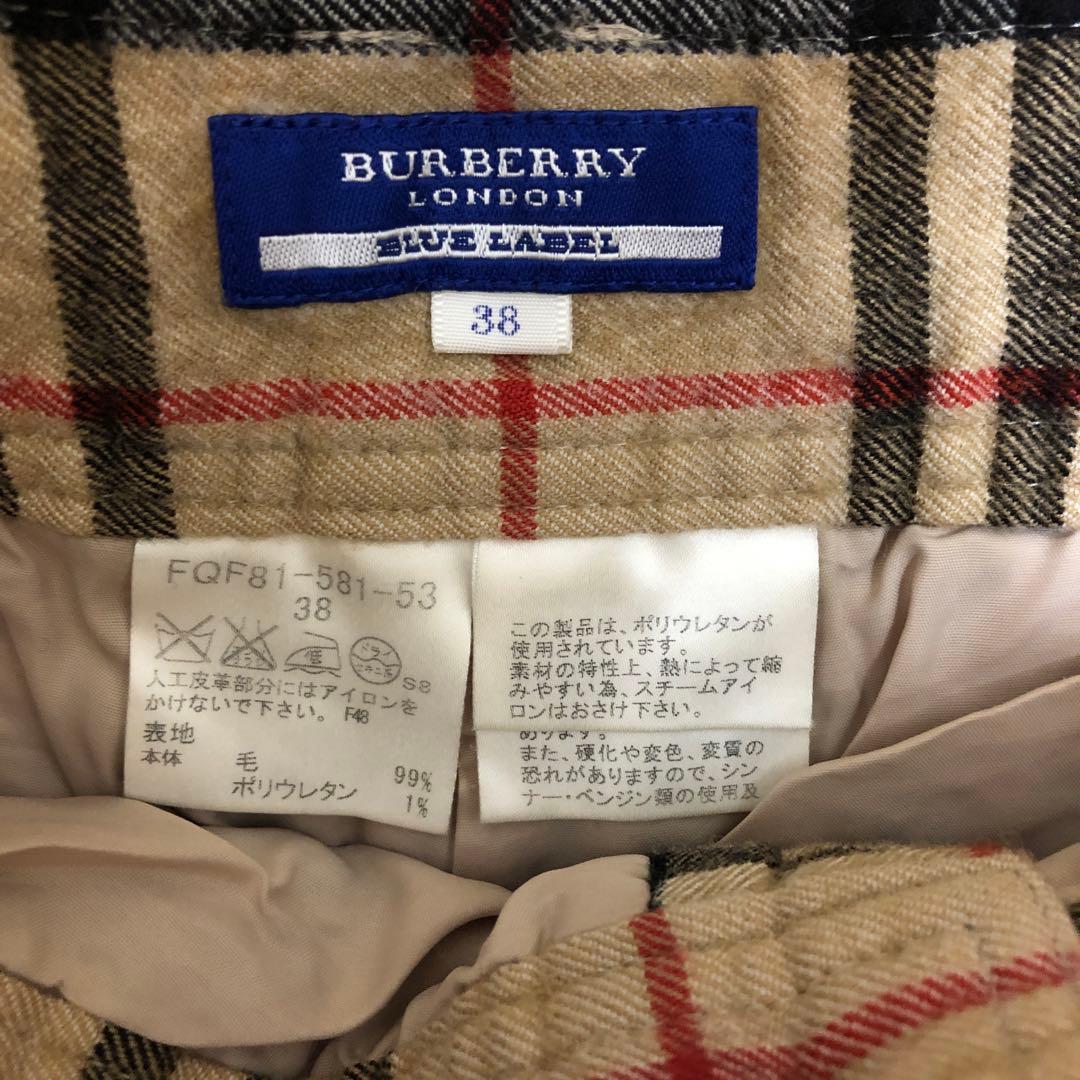 BURBERRY
LONDON
BLUE LABEL
38
FQF81-581-53
38
低
ドライ
S8
人工皮革部分にはアイロンを
かけないで下さい。 F48
表地
本体 毛 99%
ポリウレタン 1%
この製品は、ポリウレタンが
使用されています。
素材の特性上、熱によって縮
みやすい為、スチームアイ
ロンはおさけ下さい。
あります。
また、硬化や変色、変質の
恐れがありますので、シン
ナー・ベンジン類の使用及